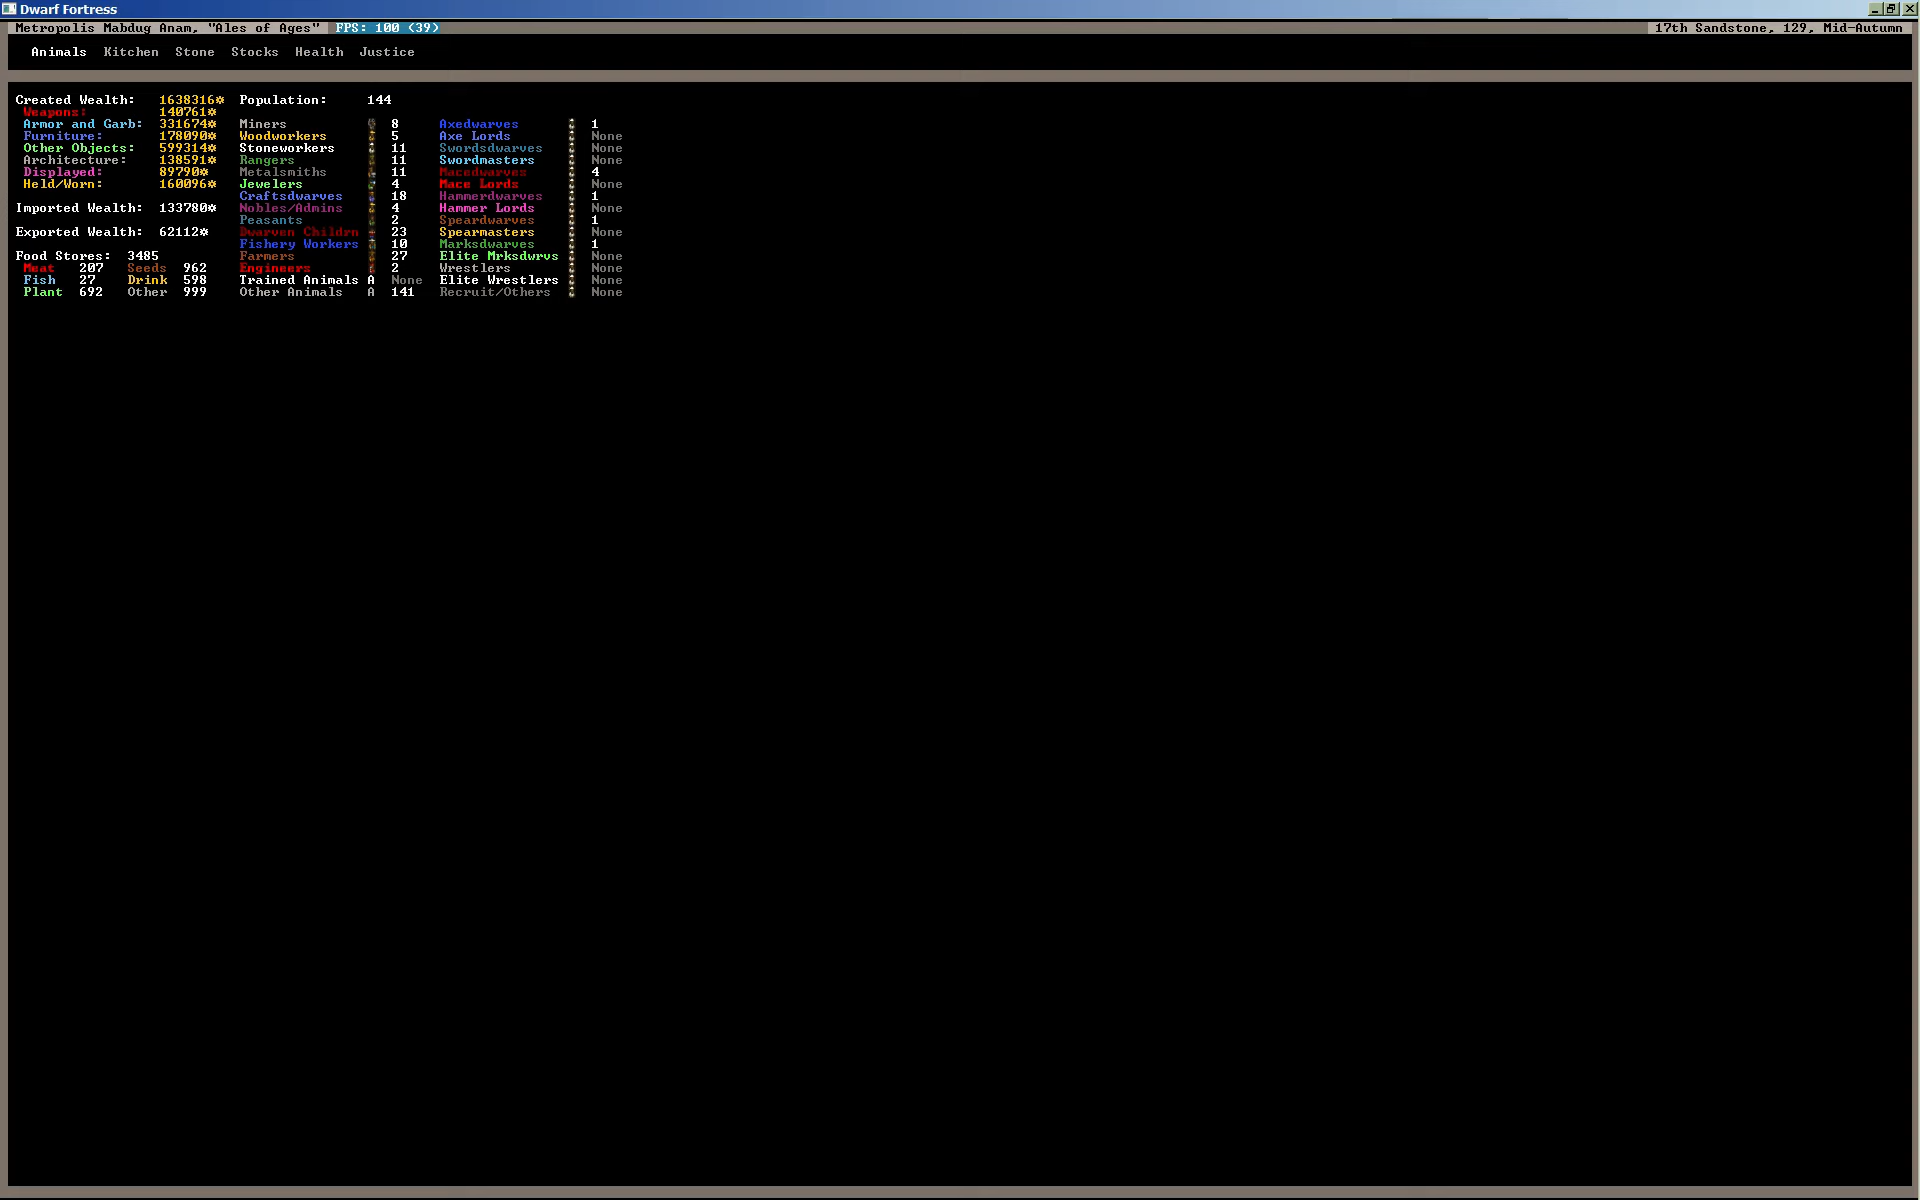 Dwarf Fortress
Metropolis Mabdug Anam, "Ales of Ages" FPS: 100 (39) 17th Sandstone, 129, Mid-Autumn
Animals Kitchen Stone Stocks Health Justice
Created Wealth: 1638316☼ Population: 144
Weapons: 140761☼
Armor and Garb: 331674☼ Miners 8 Axedwarves 1
Furniture: 178090☼ Woodworkers 5 Axe Lords None
Other Objects: 599314☼ Stoneworkers 11 Swordsdwarves None
Architecture: 138591☼ Rangers 11 Swordmasters None
Displayed: 89790☼ Metalsmiths 11 Macedwarves 4
Held/Worn: 160096☼ Jewelers 4 Mace Lords None
Craftsdwarves 18 Hammerdwarves 1
Imported Wealth: 133780☼ Nobles/Admins 4 Hammer Lords None
Peasants 2 Speardwarves 1
Exported Wealth: 62112☼ Dwarven Childrn 23 Spearmasters None
Fishery Workers 10 Marksdwarves 1
Food Stores: 3485 Farmers 27 Elite Mrksdwrvs None
Meat 207 Seeds 962 Engineers 2 Wrestlers None
Fish 27 Drink 598 Trained Animals A None Elite Wrestlers None
Plant 692 Other 999 Other Animals A 141 Recruit/Others None